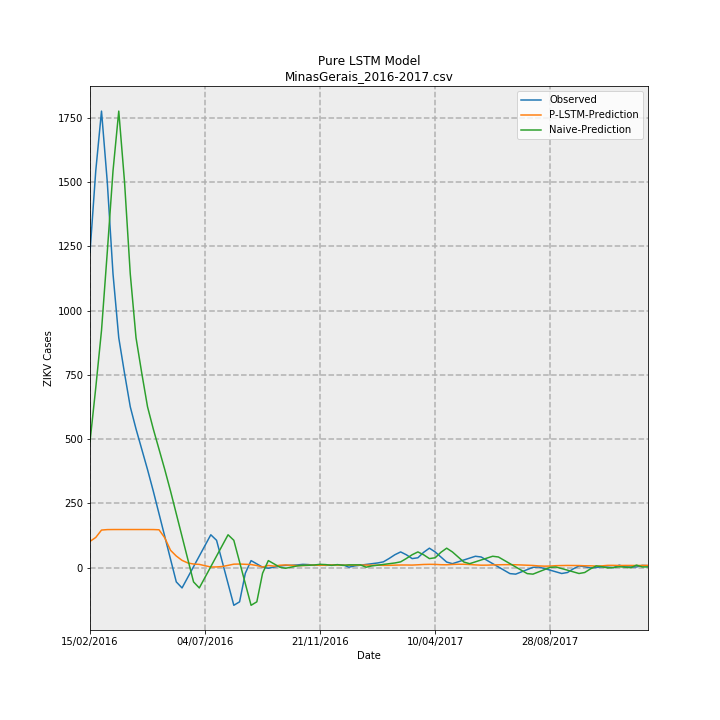 Pure LSTM Model
MinasGerais_2016-2017.csv
Observed
P-LSTM-Prediction
Naive-Prediction
1750
1500
1250
1000
750
500
250
0
ZIKV Cases
15/02/2016
04/07/2016
21/11/2016
10/04/2017
28/08/2017
Date